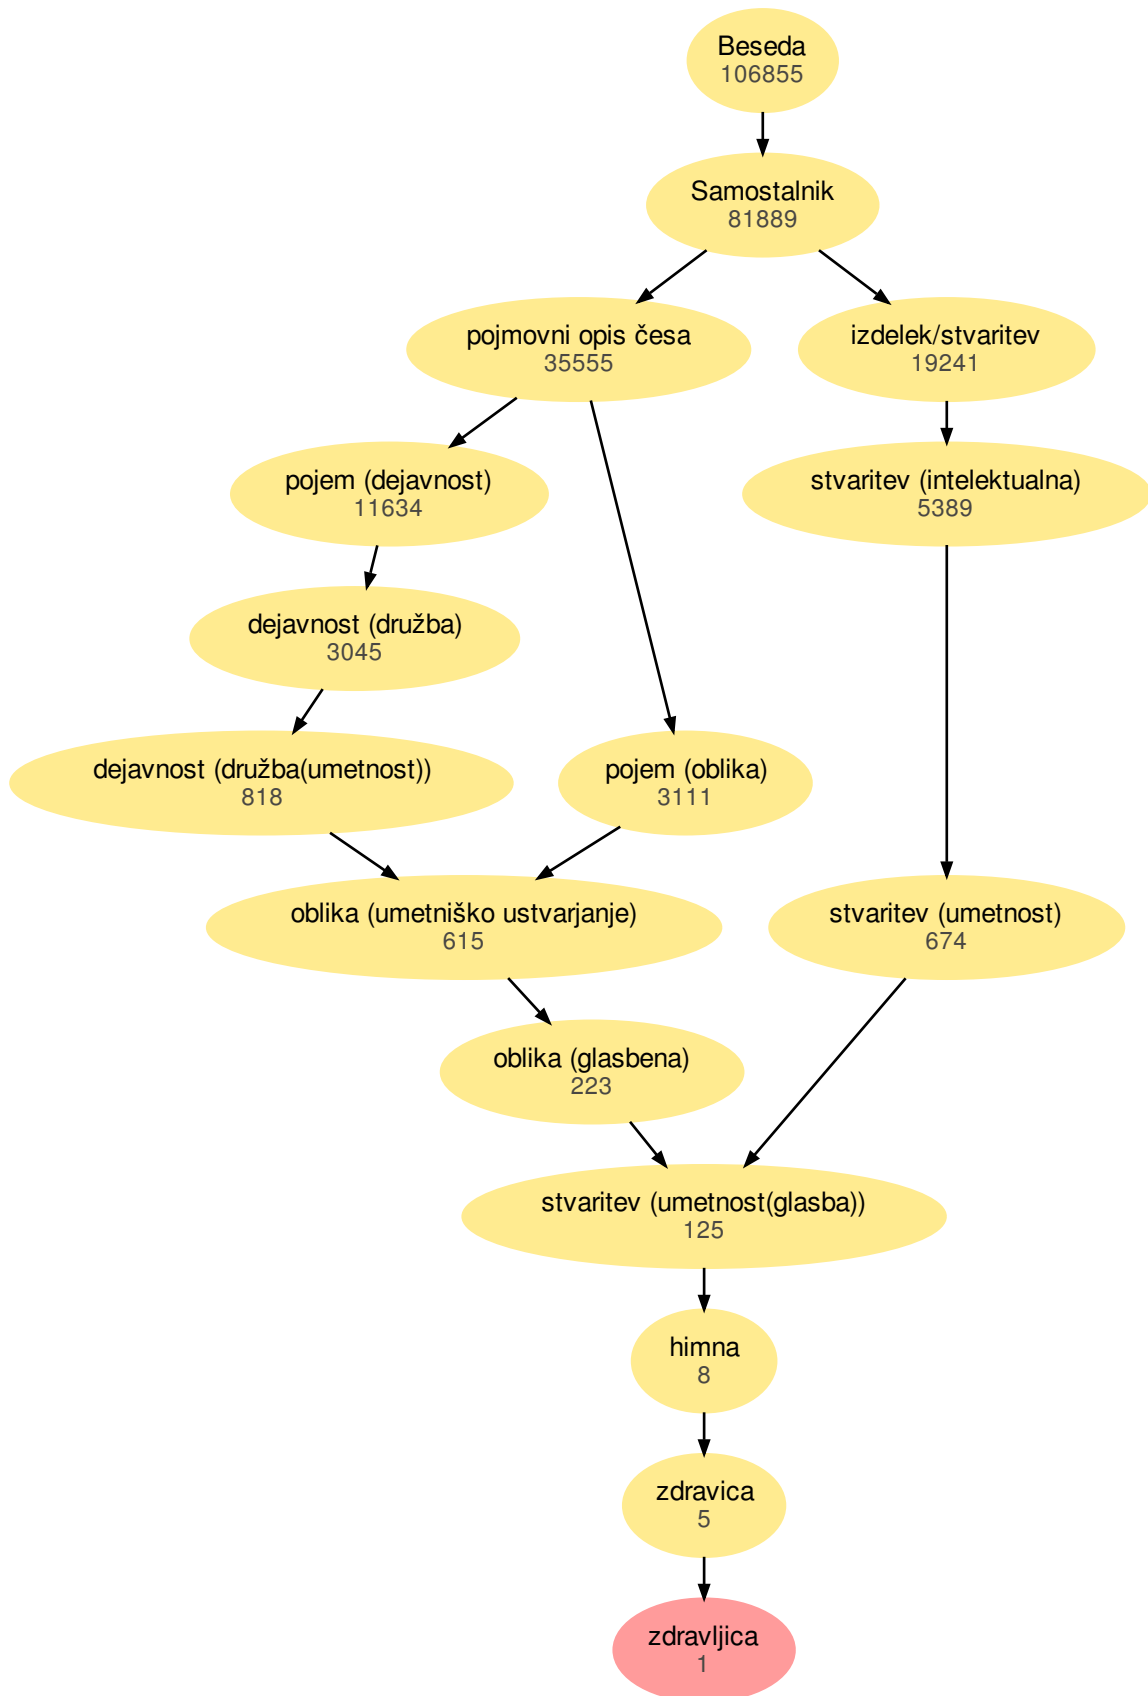 Beseda
106855
Samostalnik
81889
pojmovni opis česa
35555
izdelek/stvaritev
19241
pojem (dejavnost)
11634
stvaritev (intelektualna)
5389
dejavnost (družba)
3045
dejavnost (družba(umetnost))
818
pojem (oblika)
3111
oblika (umetniško ustvarjanje)
615
stvaritev (umetnost)
674
oblika (glasbena)
223
stvaritev (umetnost(glasba))
125
himna
8
zdravica
5
zdravljica
1